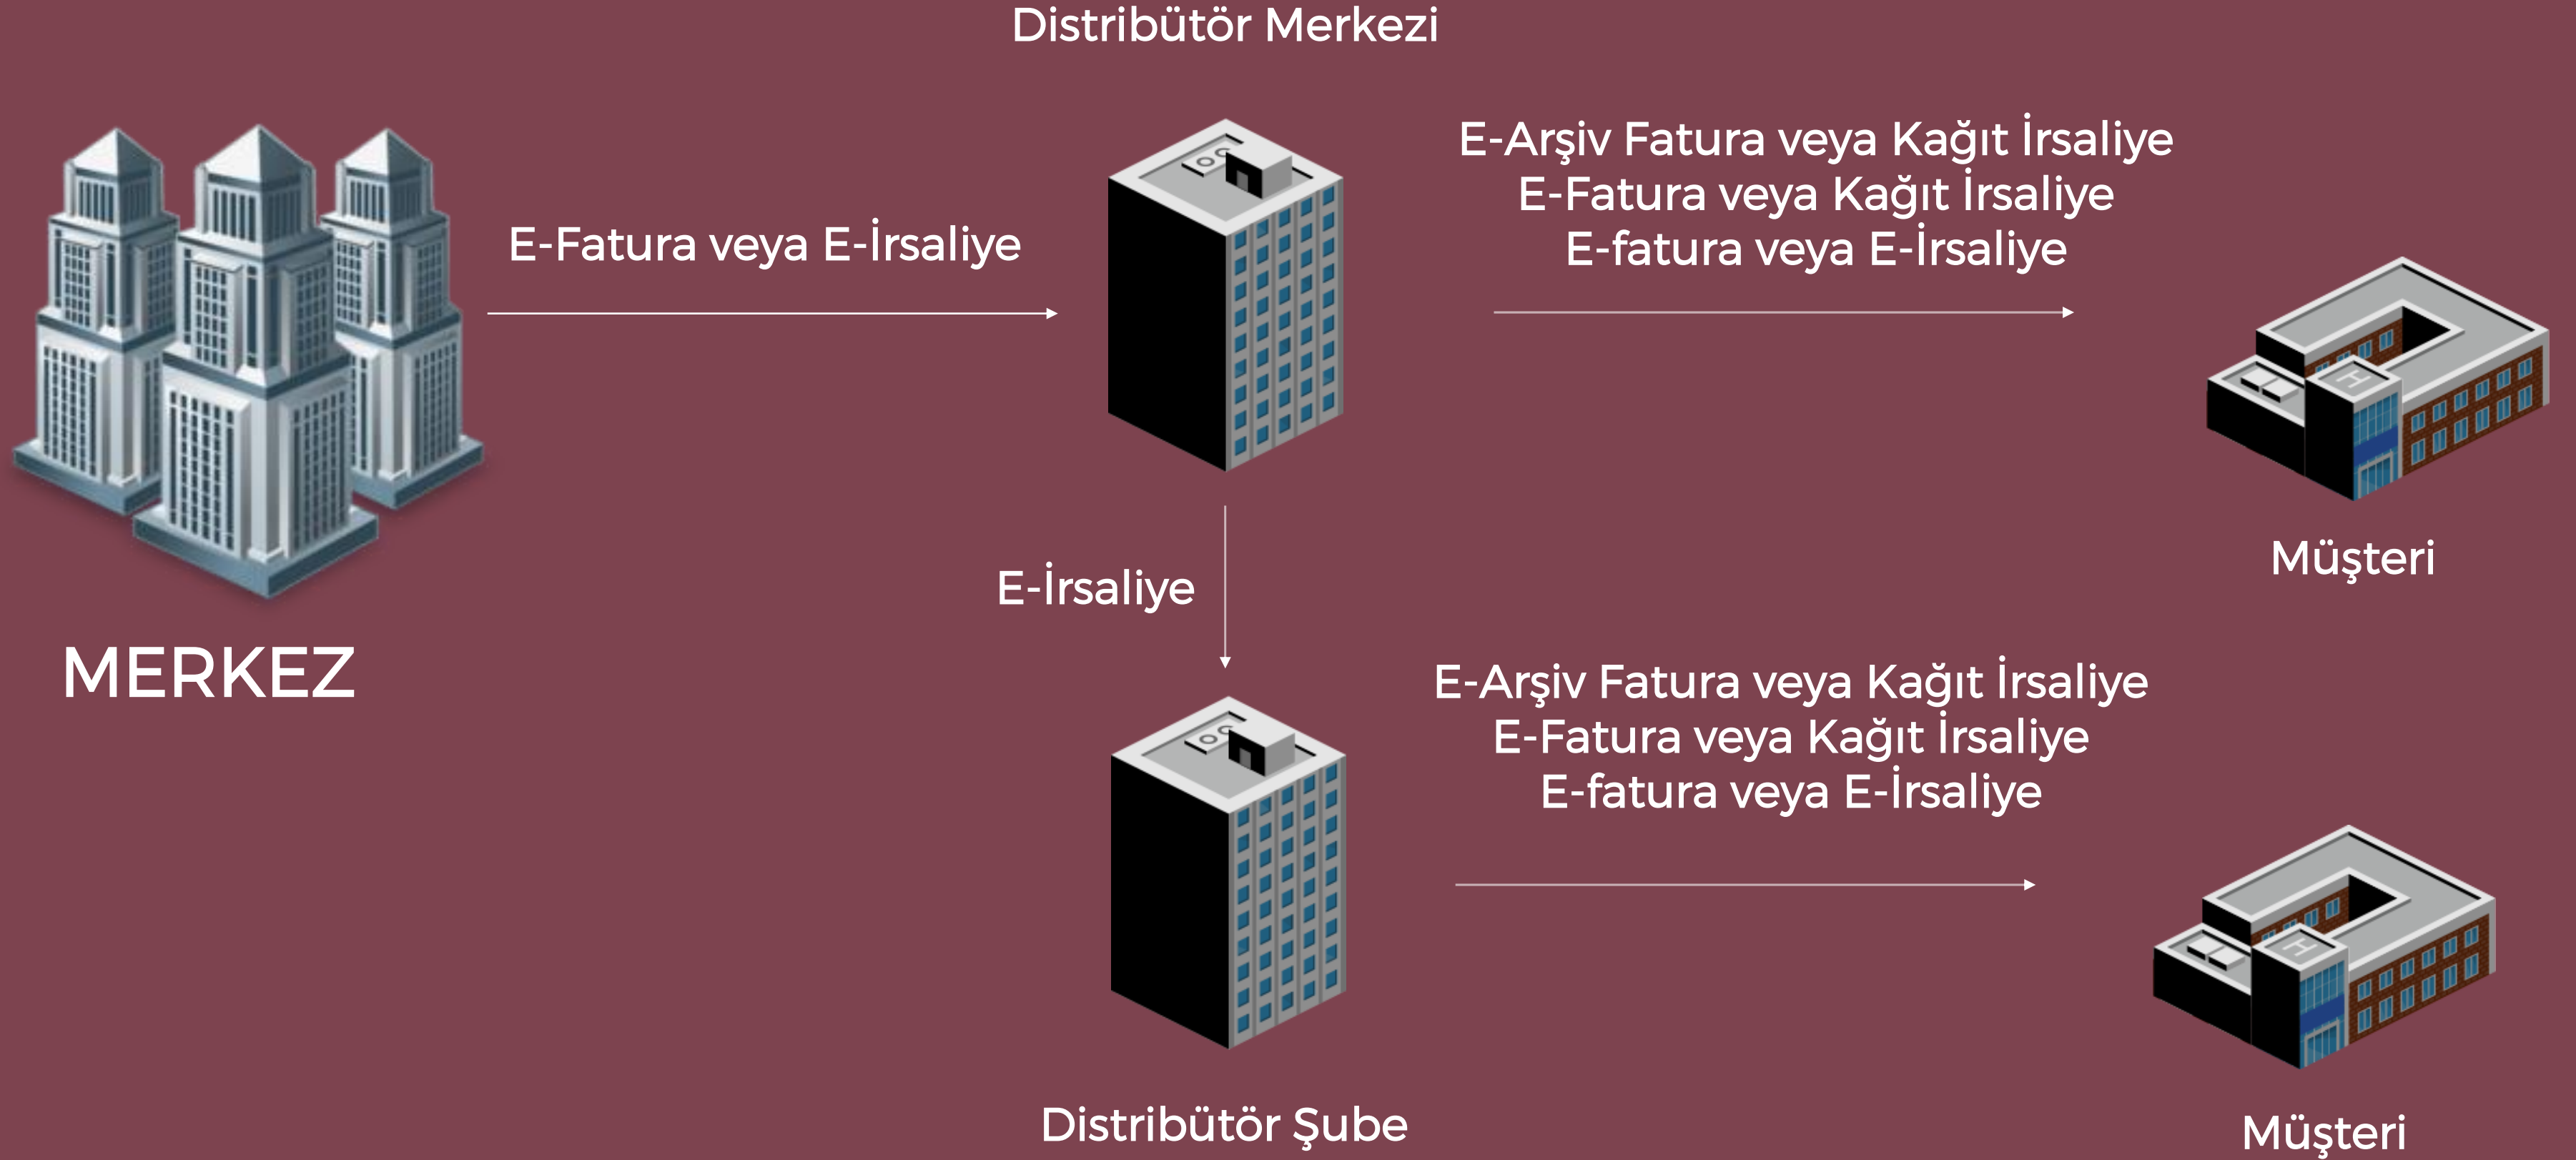 Distribütör Merkezi
E-Fatura veya E-İrsaliye
E-Arşiv Fatura veya Kağıt İrsaliye
E-Fatura veya Kağıt İrsaliye
E-fatura veya E-İrsaliye
Müşteri
E-İrsaliye
MERKEZ
E-Arşiv Fatura veya Kağıt İrsaliye
E-Fatura veya Kağıt İrsaliye
E-fatura veya E-İrsaliye
Distribütör Şube
Müşteri